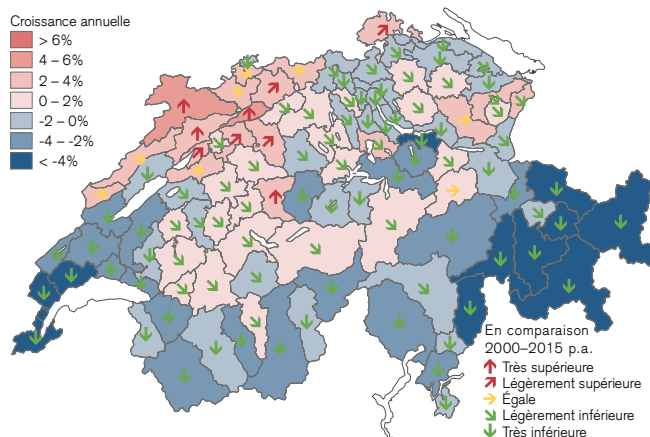 Croissance annuelle
> 6%
4 – 6%
2 – 4%
0 – 2%
-2 – 0%
-4 – -2%
< -4%
En comparaison
2000–2015 p.a.
Très supérieure
Légèrement supérieure
Égale
Légèrement inférieure
Très inférieure